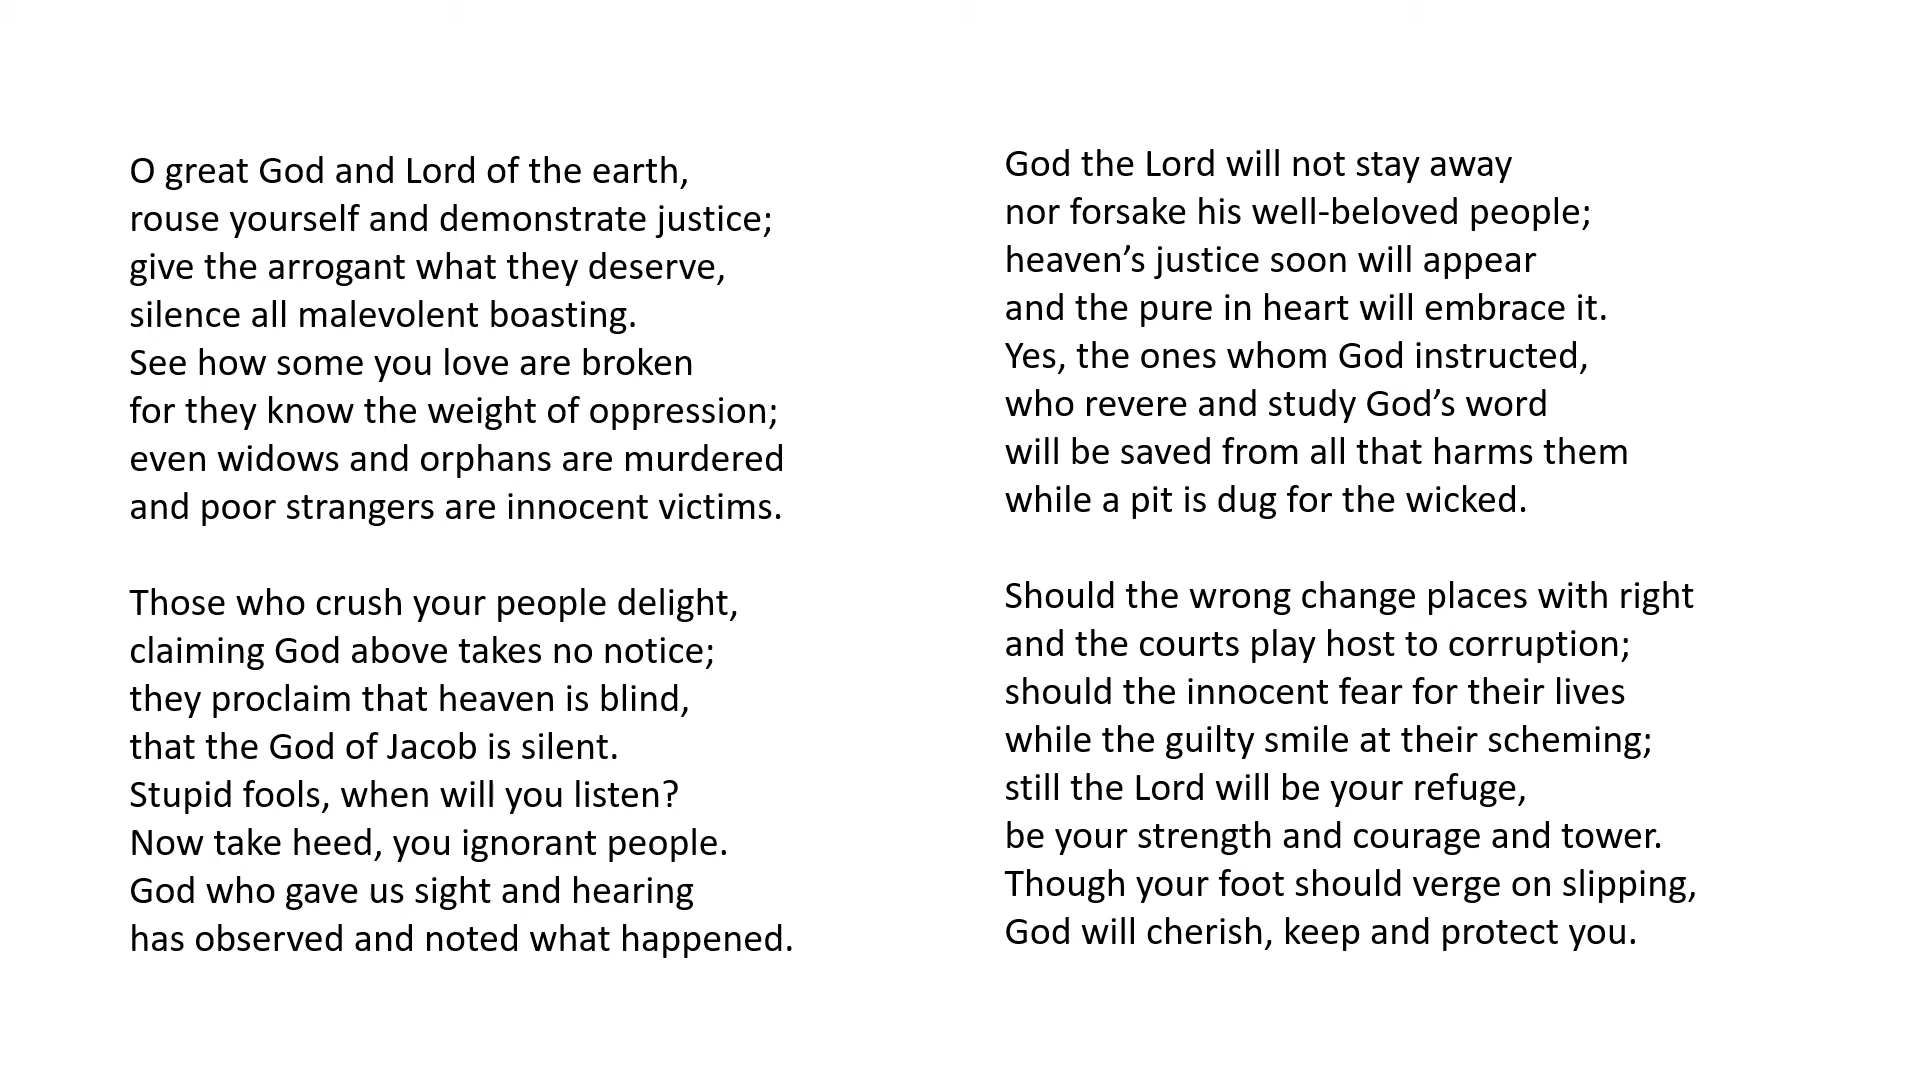 O great God and Lord of the earth,
rouse yourself and demonstrate justice;
give the arrogant what they deserve,
silence all malevolent boasting.
See how some you love are broken
for they know the weight of oppression;
even widows and orphans are murdered
and poor strangers are innocent victims.

Those who crush your people delight,
claiming God above takes no notice;
they proclaim that heaven is blind,
that the God of Jacob is silent.
Stupid fools, when will you listen?
Now take heed, you ignorant people.
God who gave us sight and hearing
has observed and noted what happened.

God the Lord will not stay away
nor forsake his well-beloved people;
heaven’s justice soon will appear
and the pure in heart will embrace it.
Yes, the ones whom God instructed,
who revere and study God’s word
will be saved from all that harms them
while a pit is dug for the wicked.

Should the wrong change places with right
and the courts play host to corruption;
should the innocent fear for their lives
while the guilty smile at their scheming;
still the Lord will be your refuge,
be your strength and courage and tower.
Though your foot should verge on slipping,
God will cherish, keep and protect you.